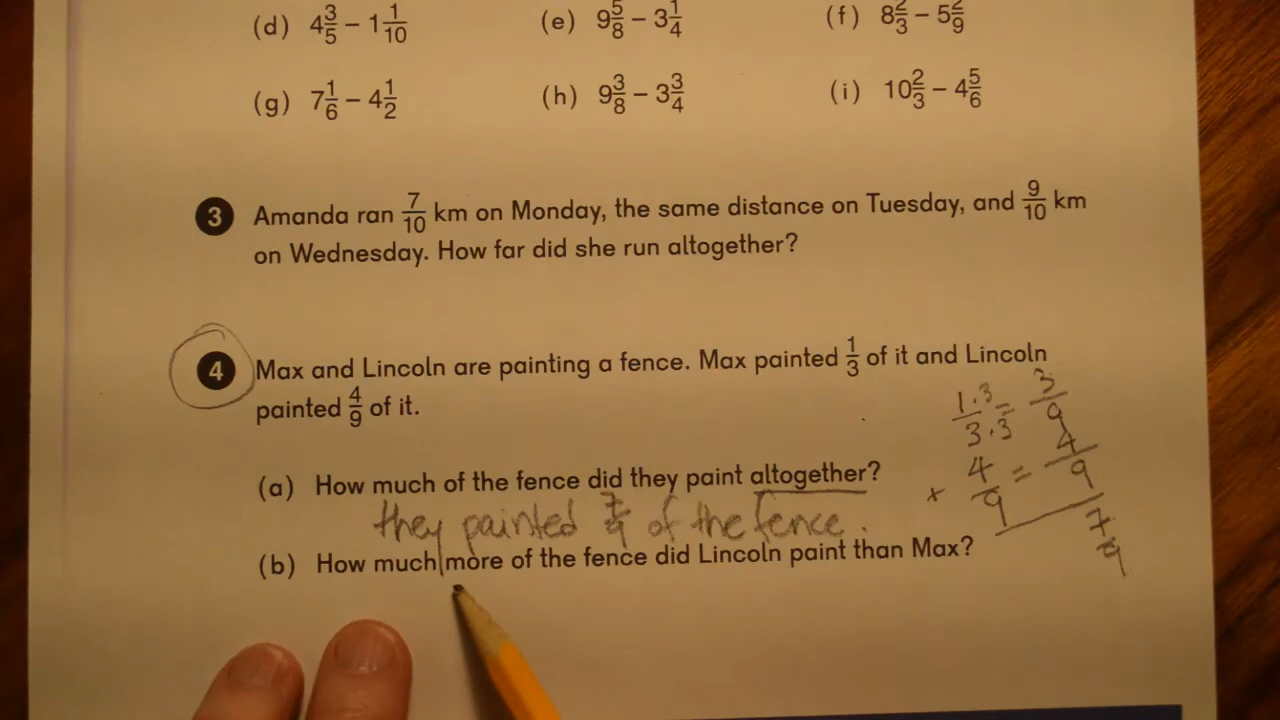 (d) 4 3/5 − 1 1/10 (e) 9 5/8 − 3 1/4 (f) 8 2/3 − 5 2/9
(g) 7 1/6 − 4 1/2 (h) 9 3/8 − 3 3/4 (i) 10 2/3 − 4 5/6
3 Amanda ran 7/10 km on Monday, the same distance on Tuesday, and 9/10 km
on Wednesday. How far did she run altogether?
4 Max and Lincoln are painting a fence. Max painted 1/3 of it and Lincoln
painted 4/9 of it.
1·3/3·3 = 3/9
+ 4/9 = 4/9
7/9
(a) How much of the fence did they paint altogether?
they painted 7/9 of the fence.
(b) How much more of the fence did Lincoln paint than Max?